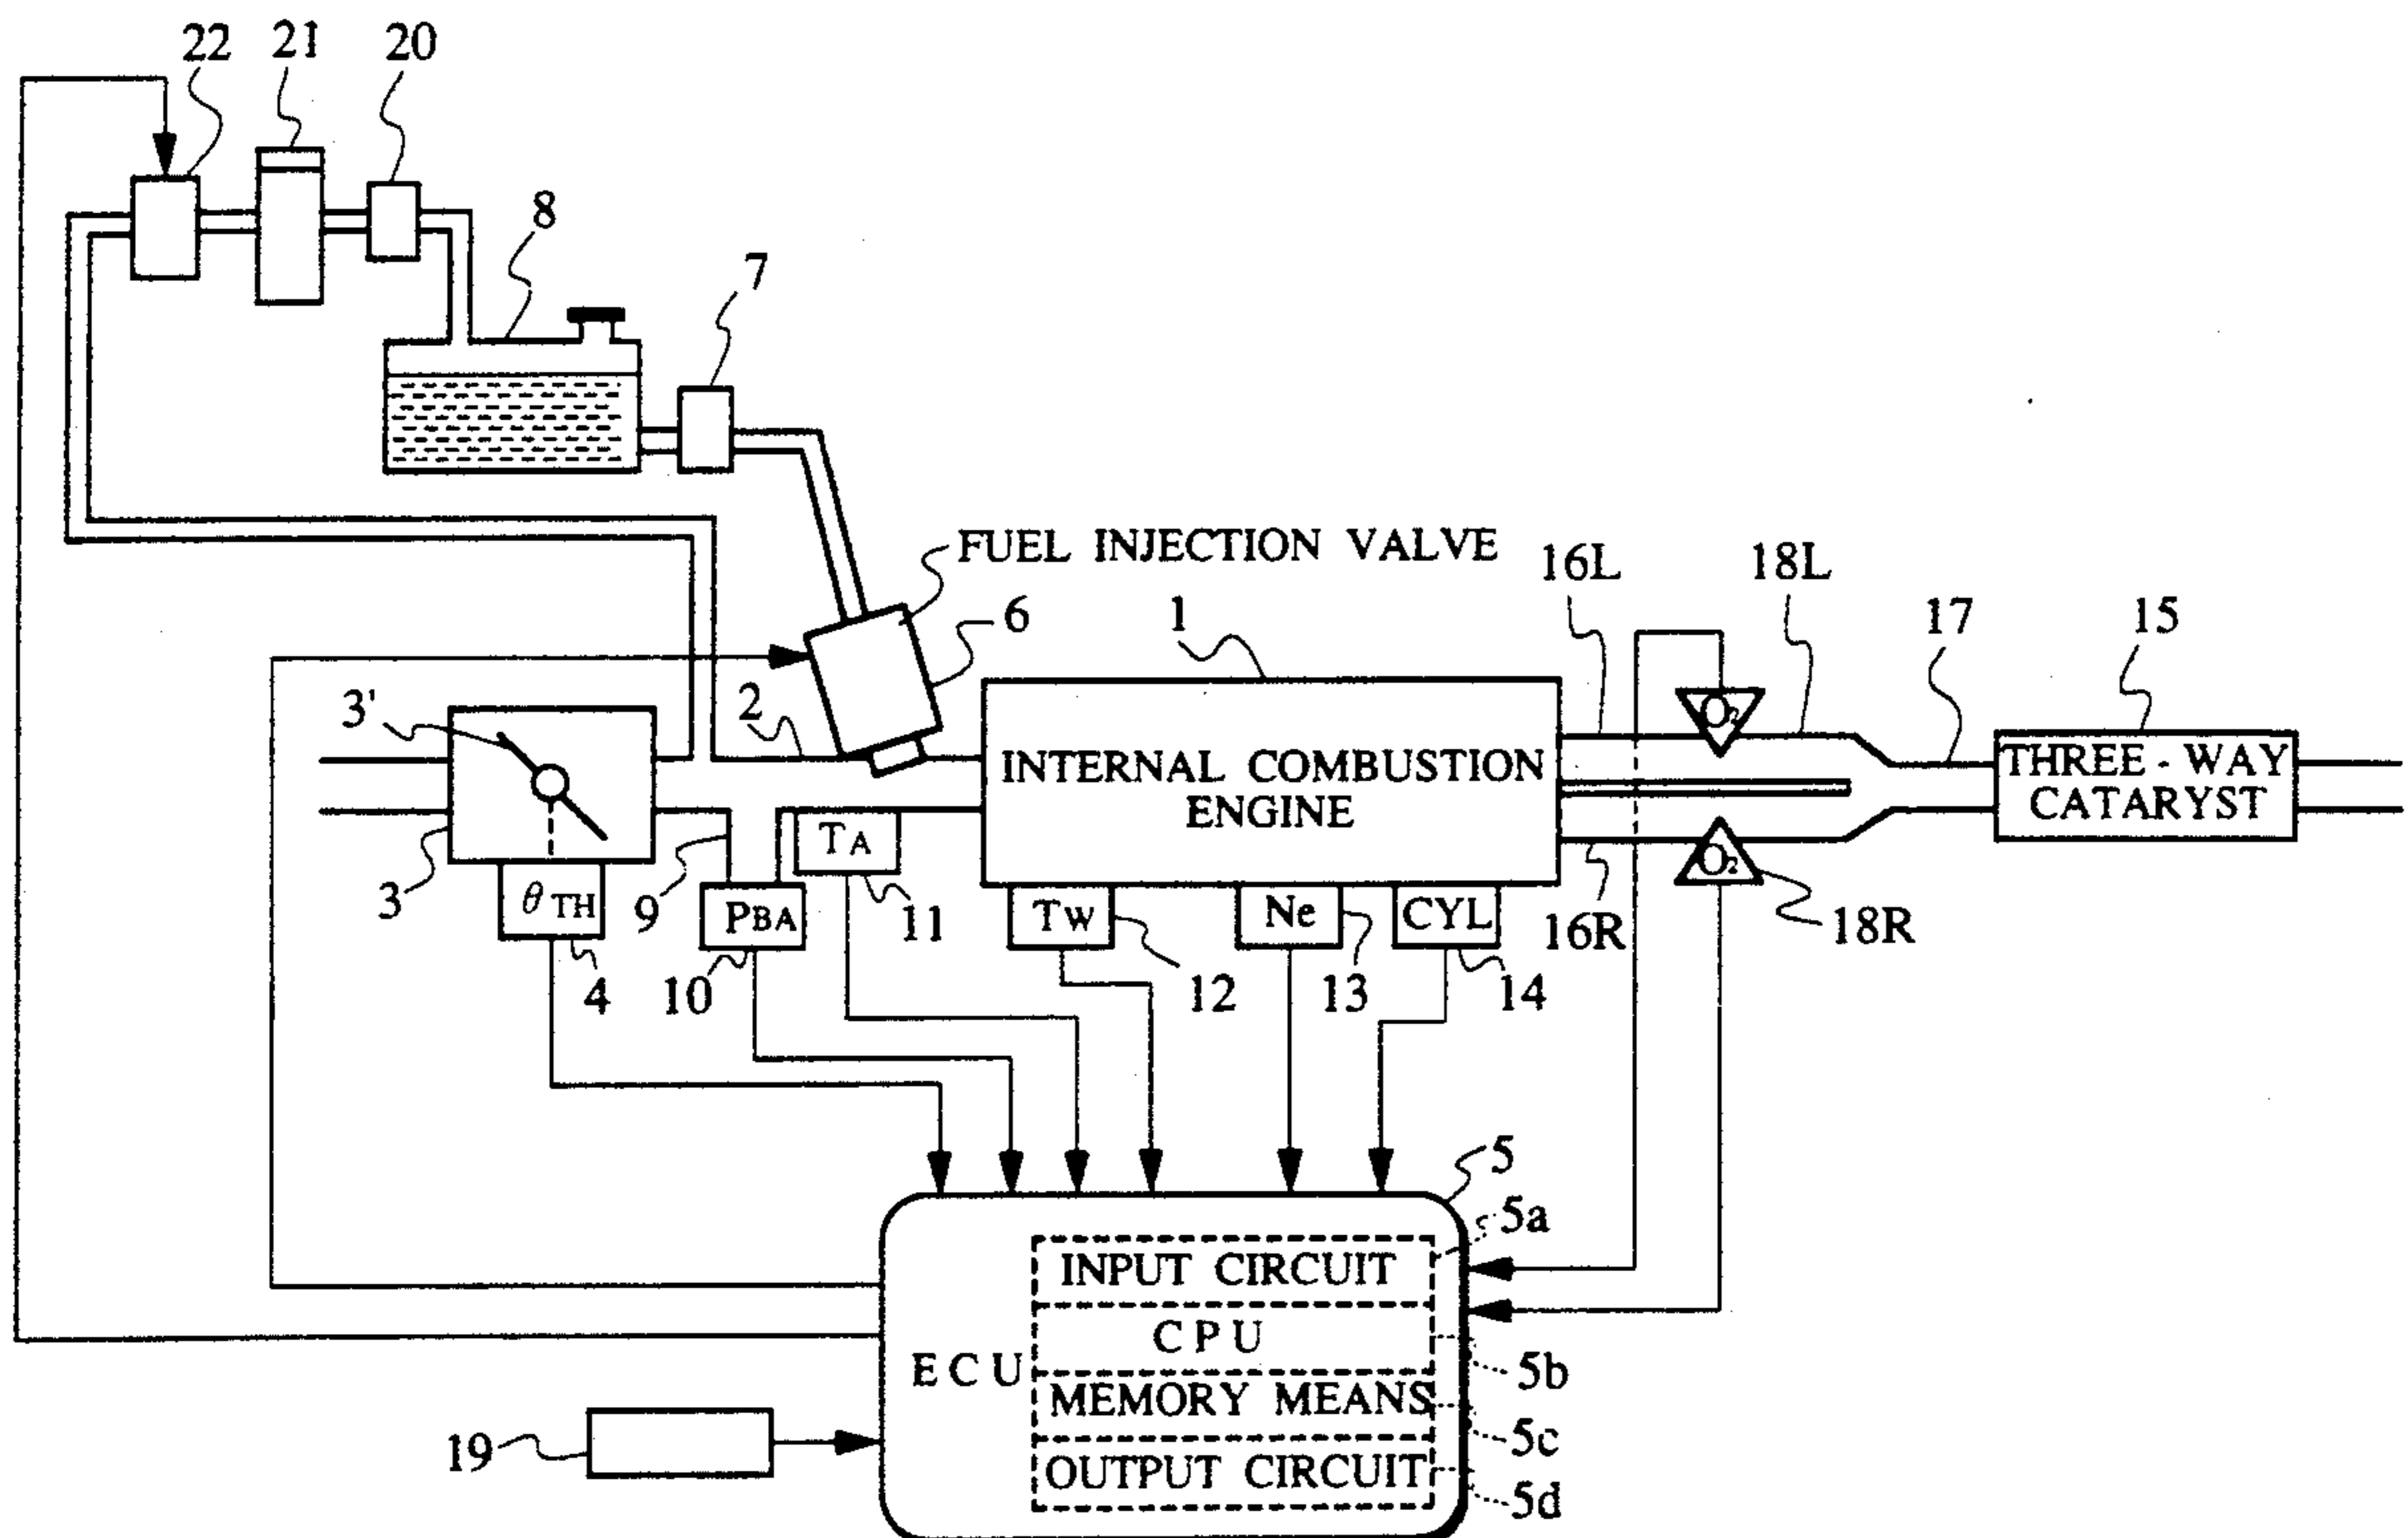 22
21
20
8
7
FUEL INJECTION VALVE
16L
18L
6
1
17
15
2
3'
O₂
INTERNAL COMBUSTION
ENGINE
THREE - WAY
CATARYST
TA
O₂
3
θTH
9
PBA
11
TW
Ne
CYL
16R
18R
4
10
12
13
14
5
5a
INPUT CIRCUIT
CPU
ECU
5b
MEMORY MEANS
5c
19
OUTPUT CIRCUIT
5d